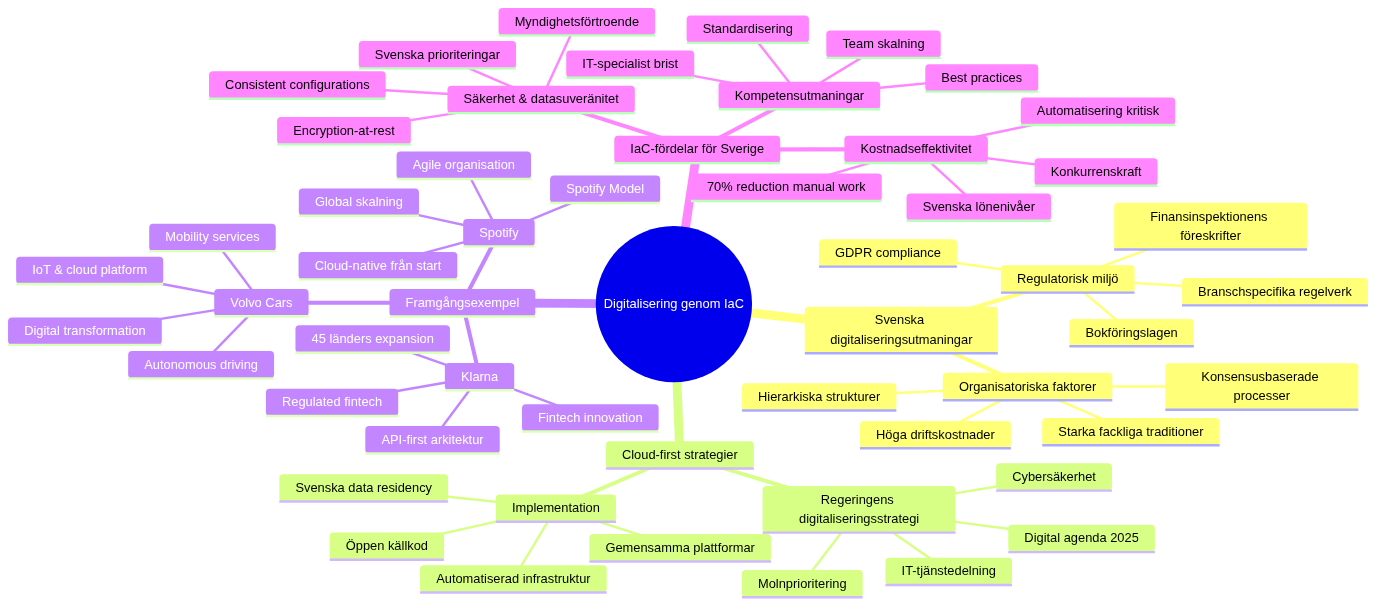 Digitalisering genom IaC
IaC-fördelar för Sverige
Säkerhet & datasuveränitet
Myndighetsförtroende
Svenska prioriteringar
Consistent configurations
Encryption-at-rest
Kompetensutmaningar
Standardisering
IT-specialist brist
Team skalning
Best practices
Kostnadseffektivitet
Automatisering kritisk
Konkurrenskraft
Svenska lönenivåer
70% reduction manual work
Svenska
digitaliseringsutmaningar
Regulatorisk miljö
GDPR compliance
Finansinspektionens
föreskrifter
Branschspecifika regelverk
Bokföringslagen
Organisatoriska faktorer
Hierarkiska strukturer
Konsensusbaserade
processer
Höga driftskostnader
Starka fackliga traditioner
Cloud-first strategier
Regeringens
digitaliseringsstrategi
Cybersäkerhet
Digital agenda 2025
IT-tjänstedelning
Molnprioritering
Implementation
Svenska data residency
Öppen källkod
Automatiserad infrastruktur
Gemensamma plattformar
Framgångsexempel
Spotify
Agile organisation
Spotify Model
Global skalning
Cloud-native från start
Volvo Cars
Mobility services
IoT & cloud platform
Digital transformation
Autonomous driving
Klarna
45 länders expansion
Regulated fintech
API-first arkitektur
Fintech innovation